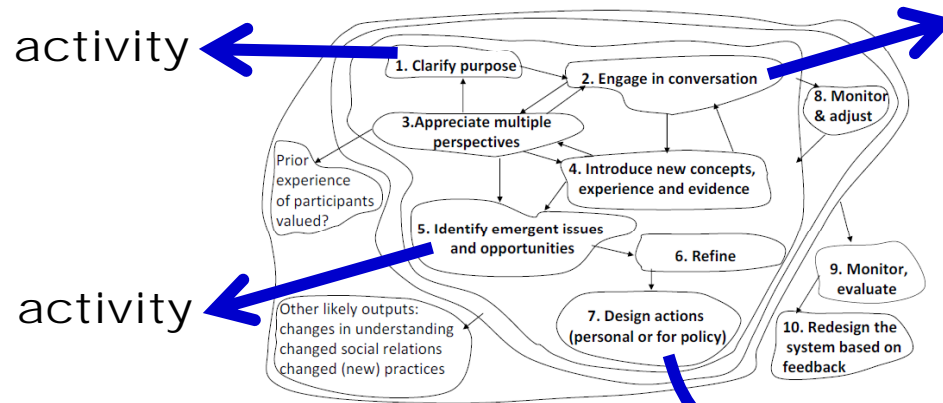 activity
1. Clarify purpose
2. Engage in conversation
8. Monitor
& adjust
3.Appreciate multiple
perspectives
Prior
experience
of participants
valued?
4. Introduce new concepts,
experience and evidence
5. Identify emergent issues
and opportunities
6. Refine
9. Monitor,
evaluate
activity
Other likely outputs:
changes in understanding
changed social relations
changed (new) practices
7. Design actions
(personal or for policy)
10. Redesign the
system based on
feedback